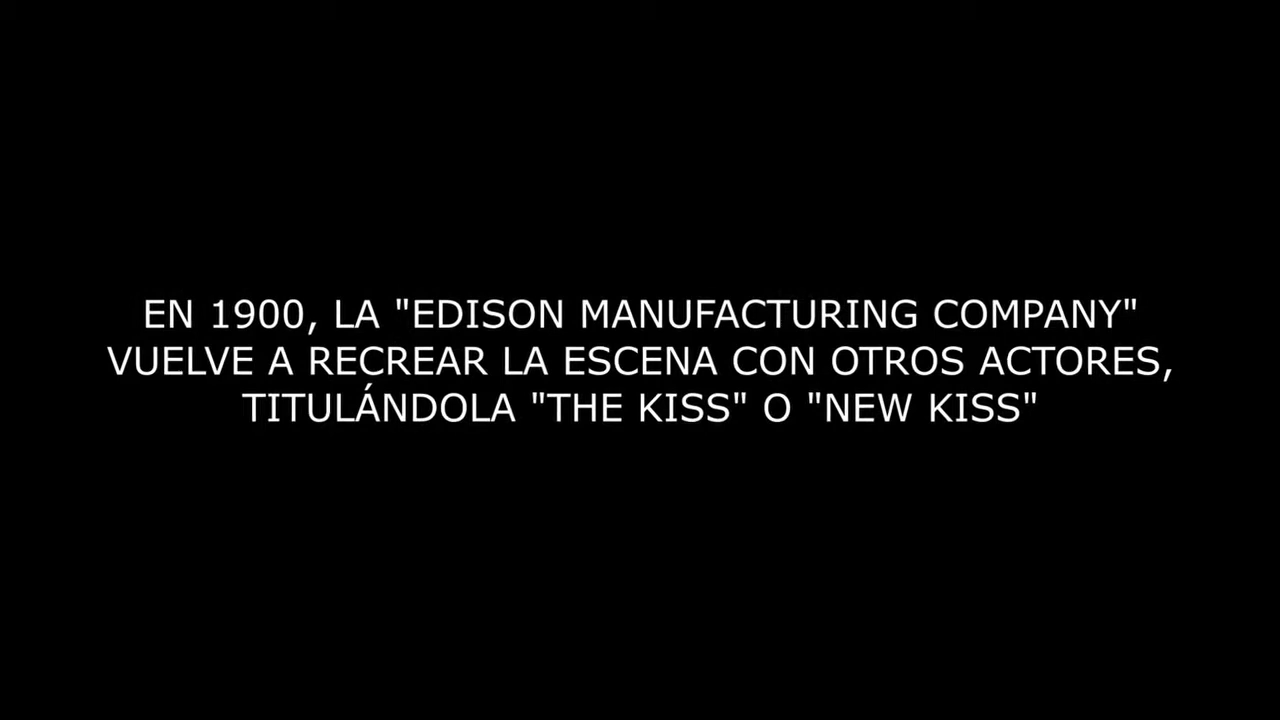 EN 1900, LA "EDISON MANUFACTURING COMPANY"
VUELVE A RECREAR LA ESCENA CON OTROS ACTORES,
TITULÁNDOLA "THE KISS" O "NEW KISS"